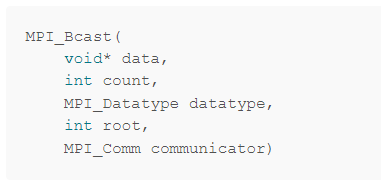 MPI_Bcast(
    void* data,
    int count,
    MPI_Datatype datatype,
    int root,
    MPI_Comm communicator)